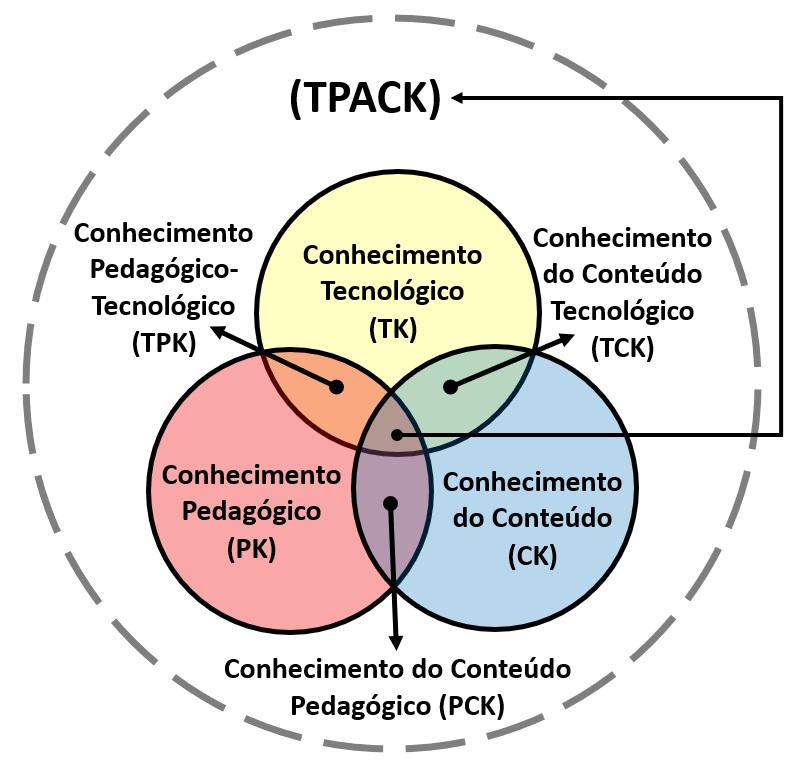 (TPACK)
Conhecimento
Pedagógico-
Tecnológico
(TPK)
Conhecimento
Tecnológico
(TK)
Conhecimento
do Conteúdo
Tecnológico
(TCK)
Conhecimento
Pedagógico
(PK)
Conhecimento
do Conteúdo
(CK)
Conhecimento do Conteúdo
Pedagógico (PCK)